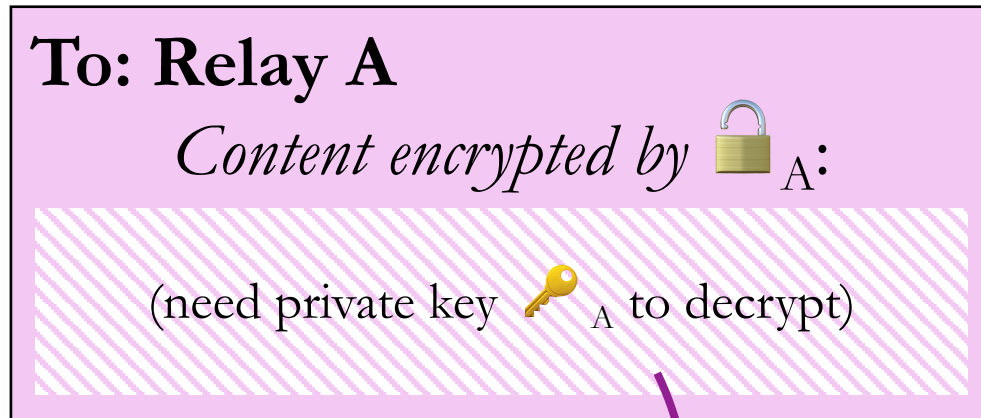 To: Relay A
Content encrypted by 🔓A:
(need private key 🔑A to decrypt)